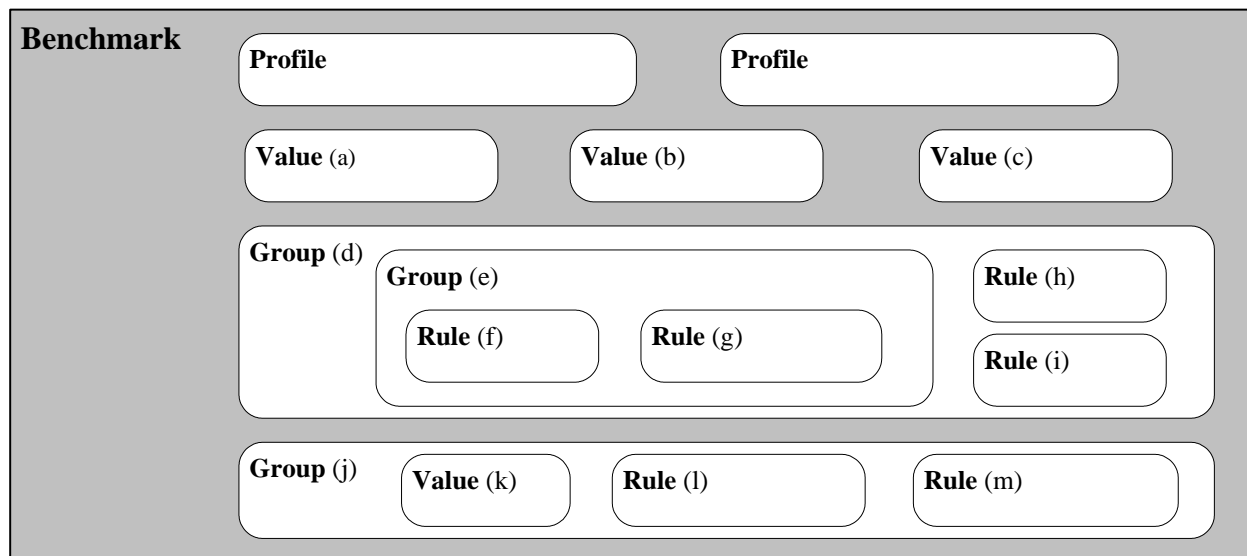 Benchmark
Profile
Profile
Value (a)
Value (b)
Value (c)
Group (d)
Group (e)
Rule (f)
Rule (g)
Rule (h)
Rule (i)
Group (j)
Value (k)
Rule (l)
Rule (m)